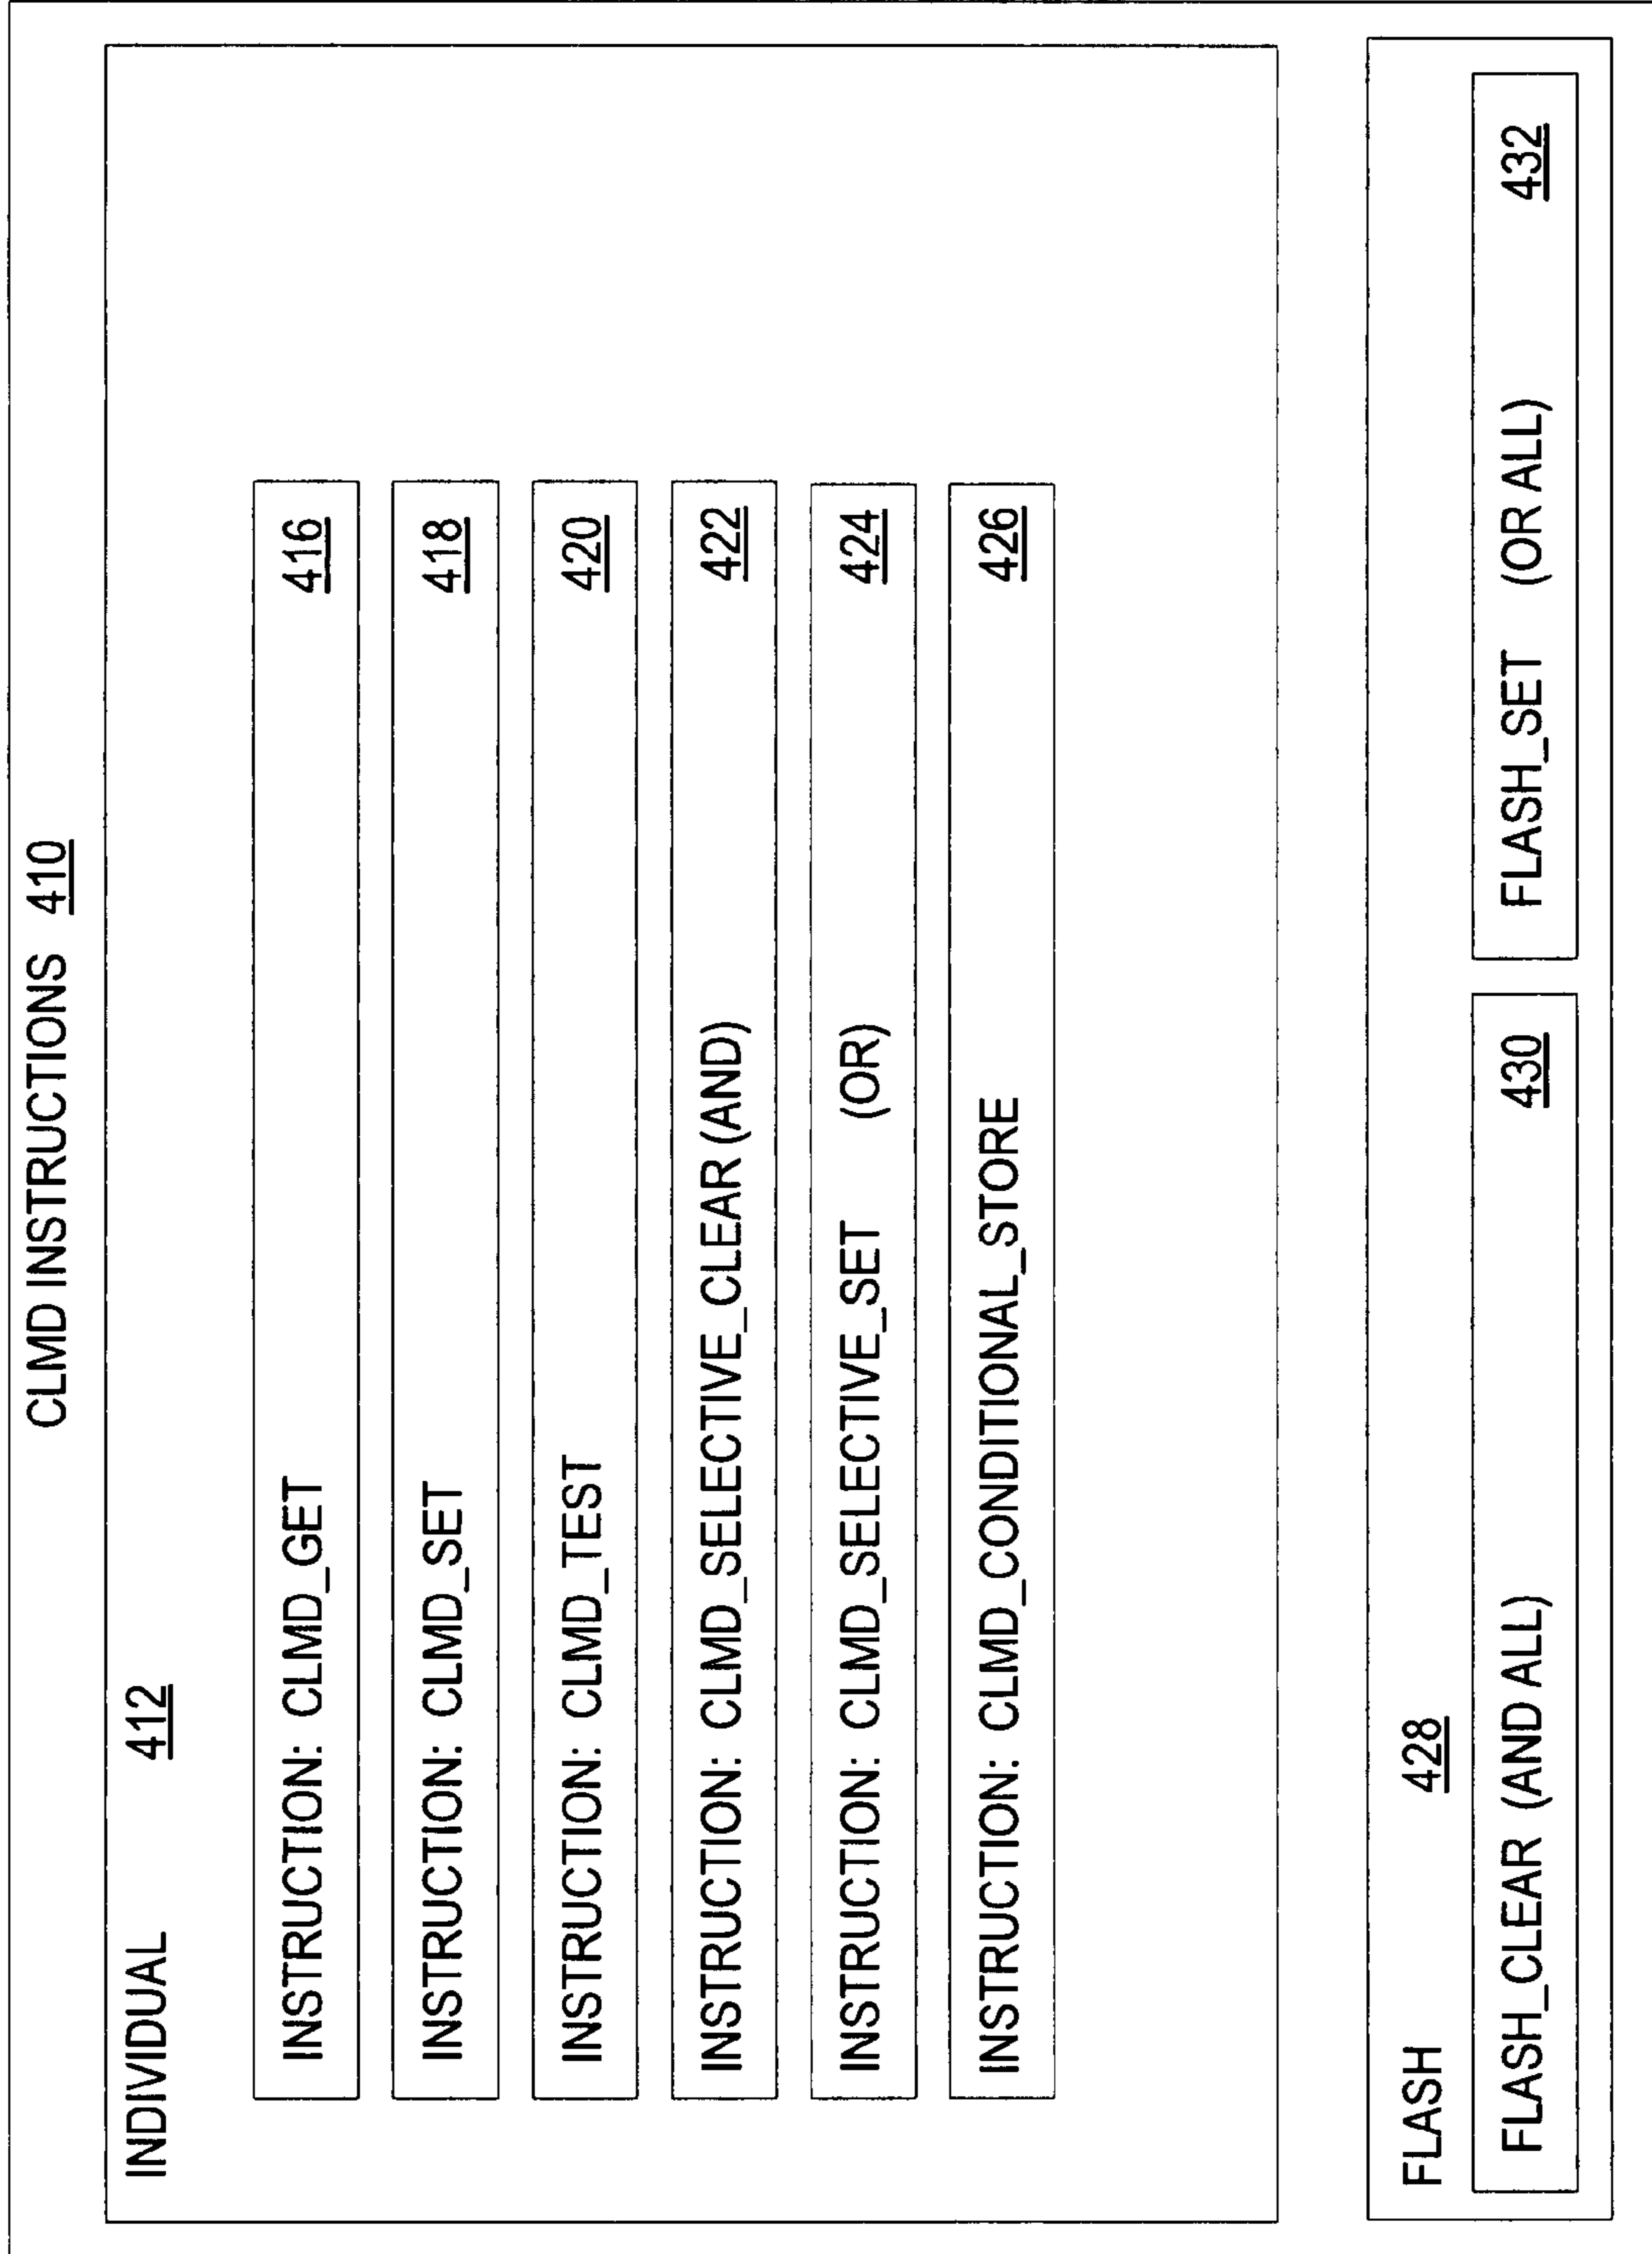 CLMD INSTRUCTIONS 410
INDIVIDUAL 412
INSTRUCTION: CLMD_GET 416
INSTRUCTION: CLMD_SET 418
INSTRUCTION: CLMD_TEST 420
INSTRUCTION: CLMD_SELECTIVE_CLEAR (AND) 422
INSTRUCTION: CLMD_SELECTIVE_SET (OR) 424
INSTRUCTION: CLMD_CONDITIONAL_STORE 426
FLASH 428
FLASH_CLEAR (AND ALL) 430
FLASH_SET (OR ALL) 432